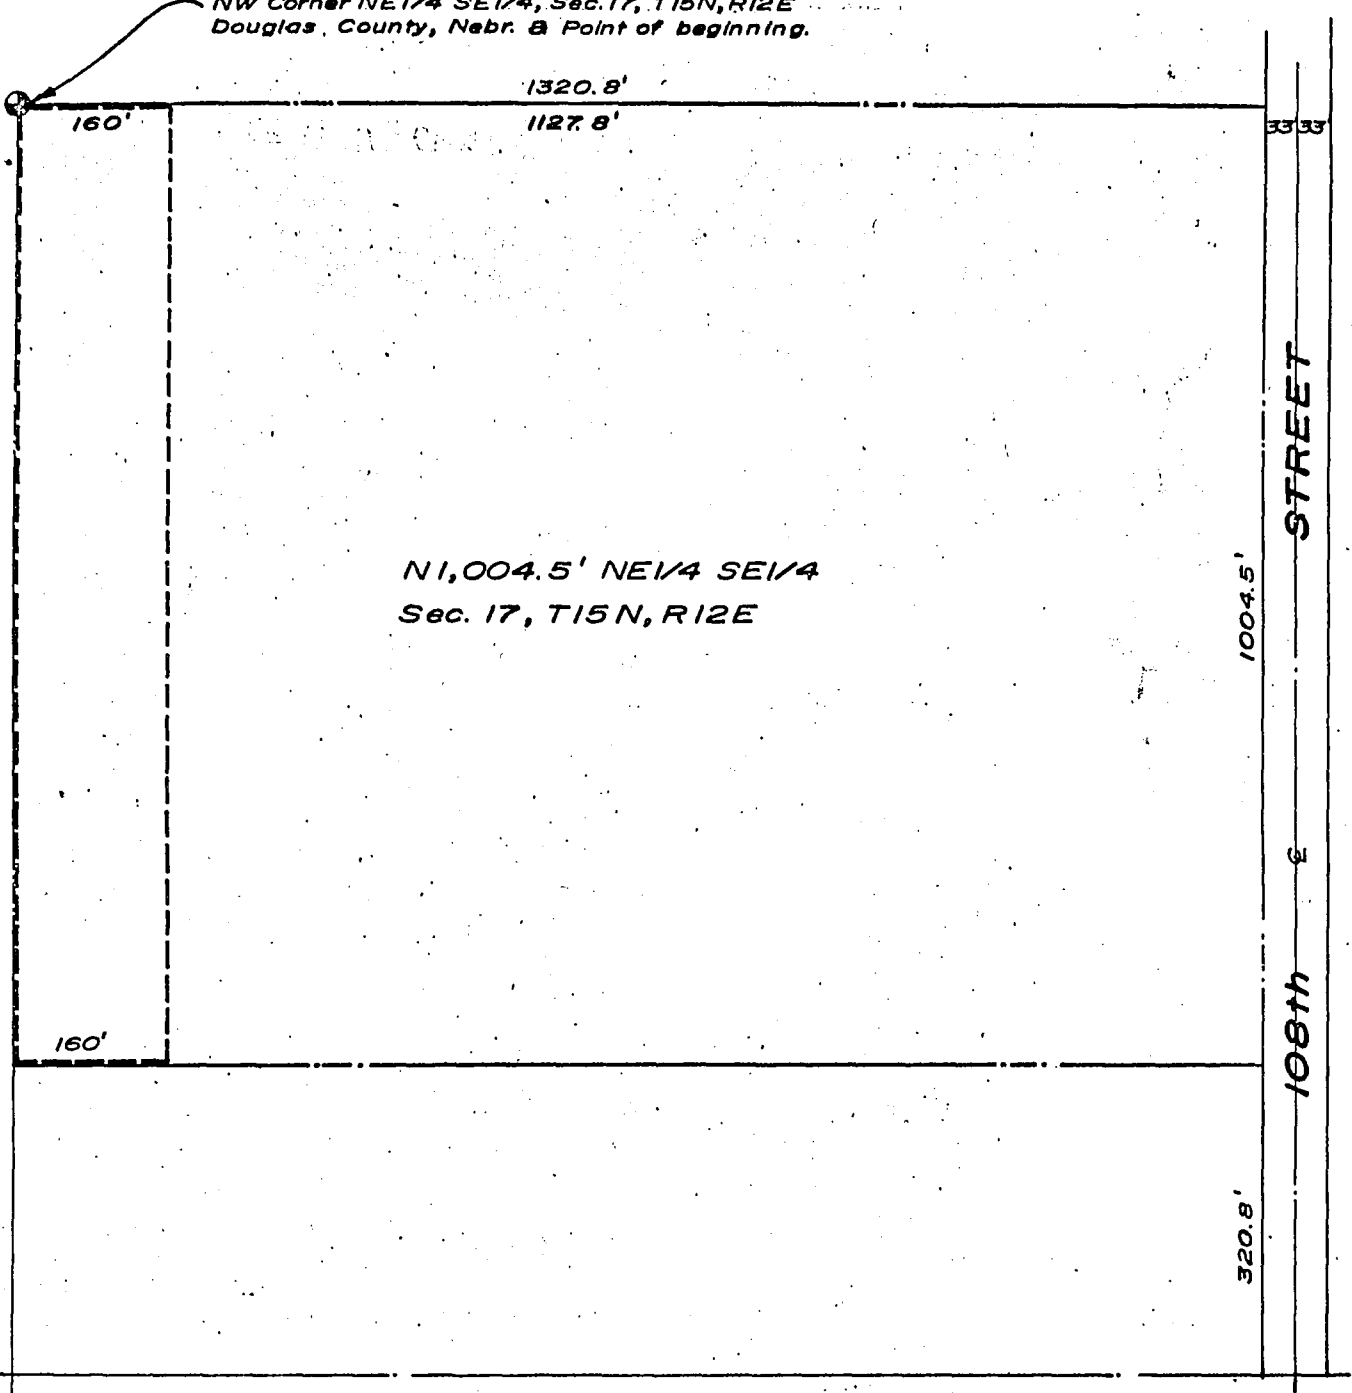 NW Corner NE1/4 SE1/4, Sec. 17, T15N, R12E
Douglas County, Nebr. & Point of beginning.
1320.8'
160'
1127.8'
33' 33'
STREET
N1,004.5' NE1/4 SE1/4
Sec. 17, T15N, R12E
1004.5'
℄
108th
160'
320.8'